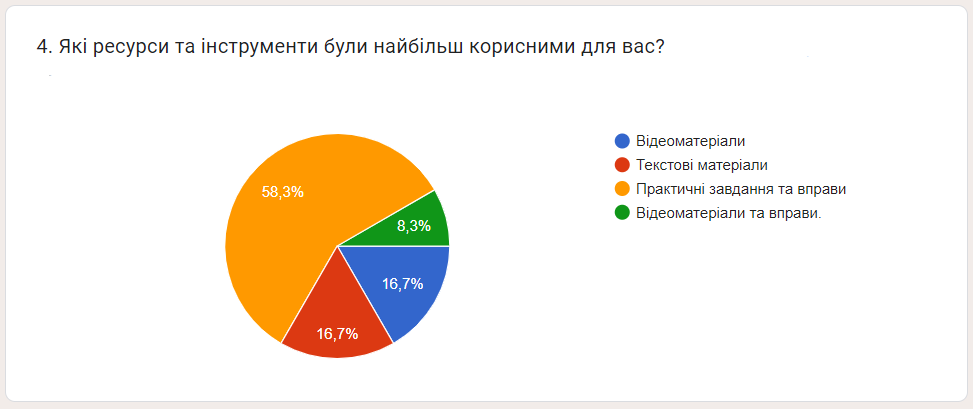 4. Які ресурси та інструменти були найбільш корисними для вас?
Відеоматеріали
Текстові матеріали
Практичні завдання та вправи
Відеоматеріали та вправи.
58,3%
8,3%
16,7%
16,7%